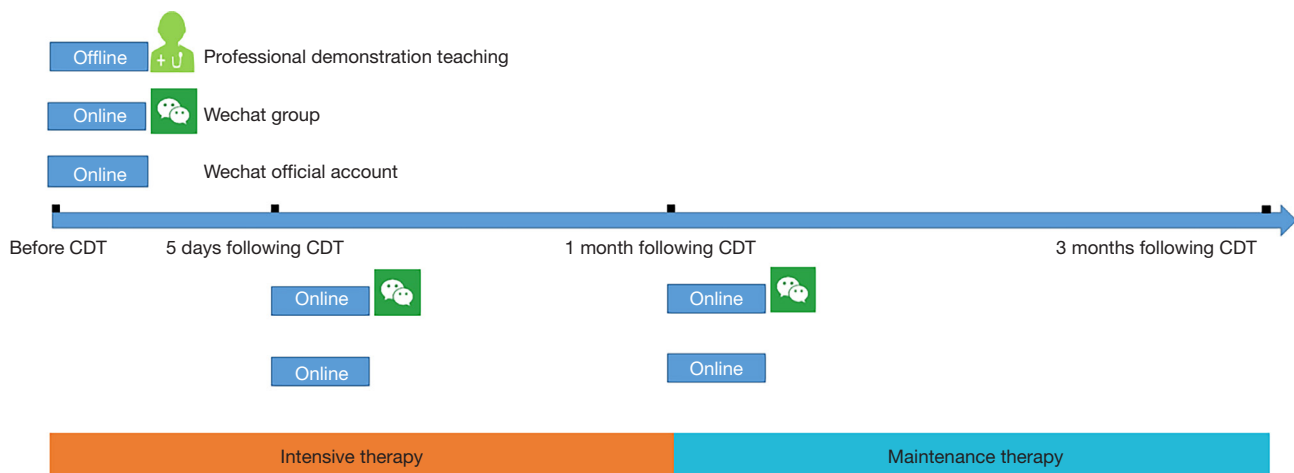 Offline Professional demonstration teaching
Online Wechat group
Online Wechat official account
Before CDT 5 days following CDT 1 month following CDT 3 months following CDT
Online Online
Online Online
Intensive therapy Maintenance therapy